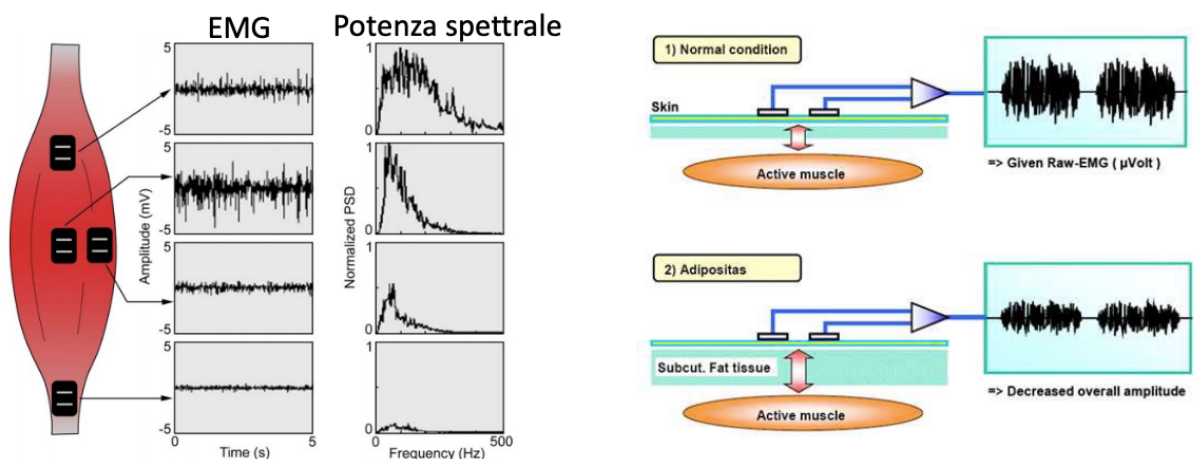 EMG
Potenza spettrale
5
-5
5
-5
5
-5
5
-5
Amplitude (mV)
0
5
Time (s)
1
0
1
0
1
0
1
0
Normalized PSD
0
500
Frequency (Hz)
1) Normal condition
Skin
Active muscle
=> Given Raw-EMG ( µVolt )
2) Adipositas
Subcut. Fat tissue
Active muscle
=> Decreased overall amplitude